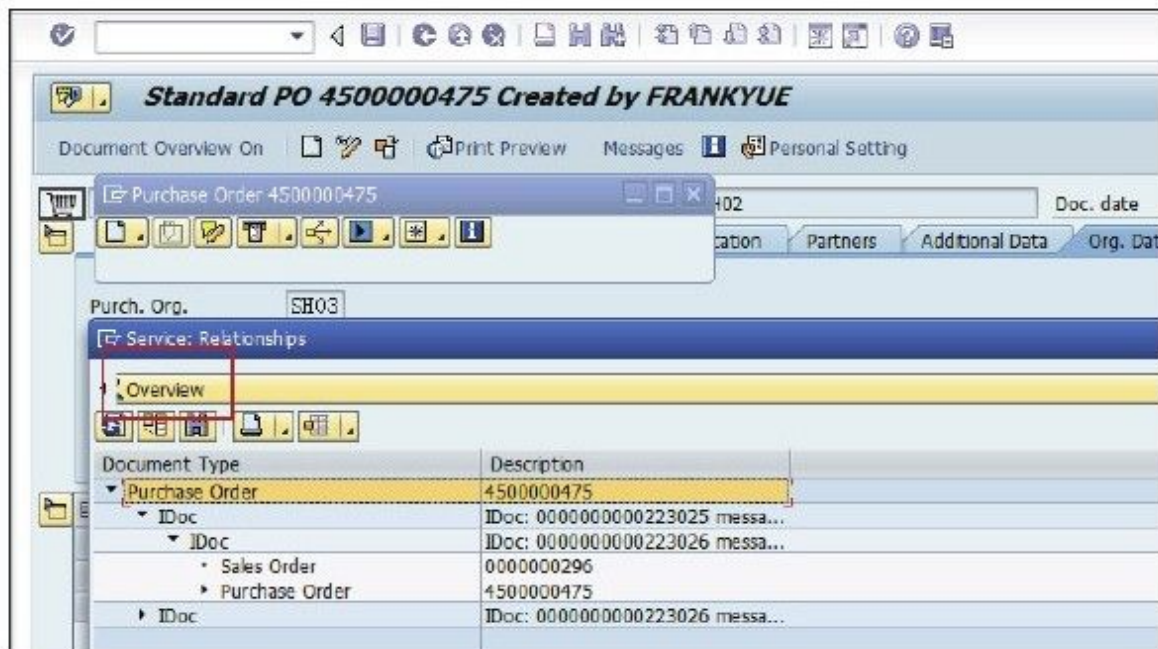 Standard PO 4500000475 Created by FRANKYUE
Document Overview On Print Preview Messages Personal Setting
Purchase Order 4500000475
H02 Doc. date
cation Partners Additional Data Org. Dat
Purch. Org. SH03
Service: Relationships
Overview
Document Type Description
Purchase Order 4500000475
IDoc IDoc: 0000000000223025 messa...
IDoc IDoc: 0000000000223026 messa...
Sales Order 0000000296
Purchase Order 4500000475
IDoc IDoc: 0000000000223026 messa...